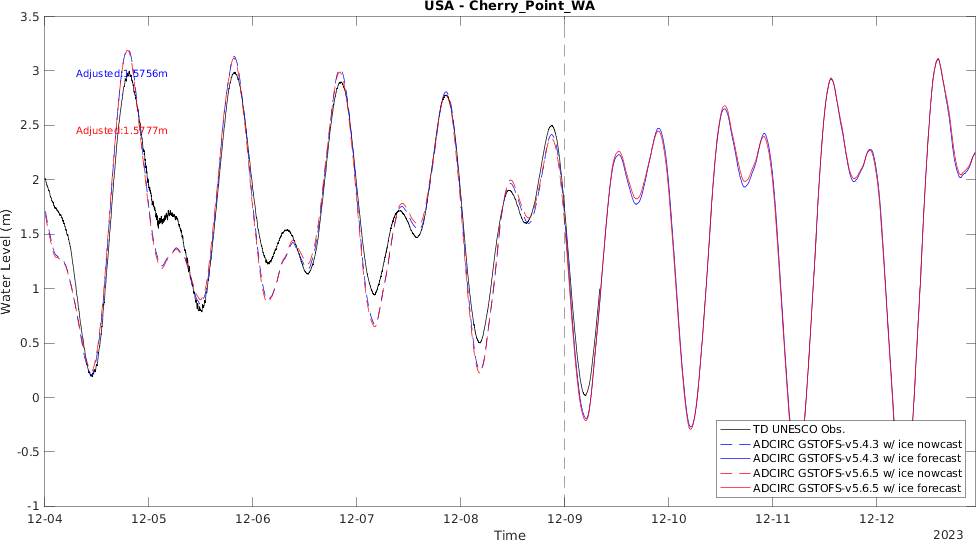 USA - Cherry_Point_WA
3.5
3
2.5
2
1.5
1
0.5
0
-0.5
-1
Water Level (m)
Adjusted:1.5756m
Adjusted:1.5777m
TD UNESCO Obs.
ADCIRC GSTOFS-v5.4.3 w/ ice nowcast
ADCIRC GSTOFS-v5.4.3 w/ ice forecast
ADCIRC GSTOFS-v5.6.5 w/ ice nowcast
ADCIRC GSTOFS-v5.6.5 w/ ice forecast
12-04 12-05 12-06 12-07 12-08 12-09 12-10 12-11 12-12
Time
2023